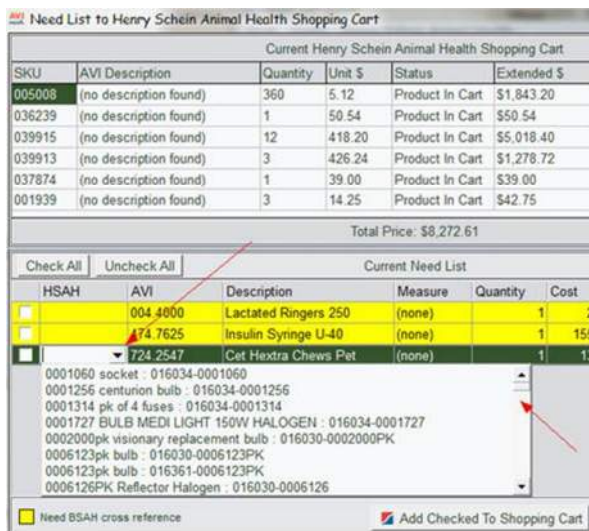 AVI Need List to Henry Schein Animal Health Shopping Cart
Current Henry Schein Animal Health Shopping Cart
SKU AVI Description Quantity Unit $ Status Extended $
005008 (no description found) 360 5.12 Product In Cart $1,843.20
036239 (no description found) 1 50.54 Product In Cart $50.54
039915 (no description found) 12 418.20 Product In Cart $5,018.40
039913 (no description found) 3 426.24 Product In Cart $1,278.72
037874 (no description found) 1 39.00 Product In Cart $39.00
001939 (no description found) 3 14.25 Product In Cart $42.75
Total Price: $8,272.61
Check All Uncheck All Current Need List
HSAH AVI Description Measure Quantity Cost
004.4000 Lactated Ringers 250 (none) 1
474.7625 Insulin Syringe U-40 (none) 1
724.2547 Cet Hextra Chews Pet (none) 1
0001060 socket : 016034-0001060
0001256 centurion bulb : 016034-0001256
0001314 pk of 4 fuses : 016034-0001314
0001727 BULB MEDI LIGHT 150W HALOGEN : 016034-0001727
0002000pk visionary replacement bulb : 016030-0002000PK
0006123pk bulb : 016030-0006123PK
0006123pk bulb : 016361-0006123PK
0006126PK Reflector Halogen : 016030-0006126
Need BSAH cross reference Add Checked To Shopping Cart